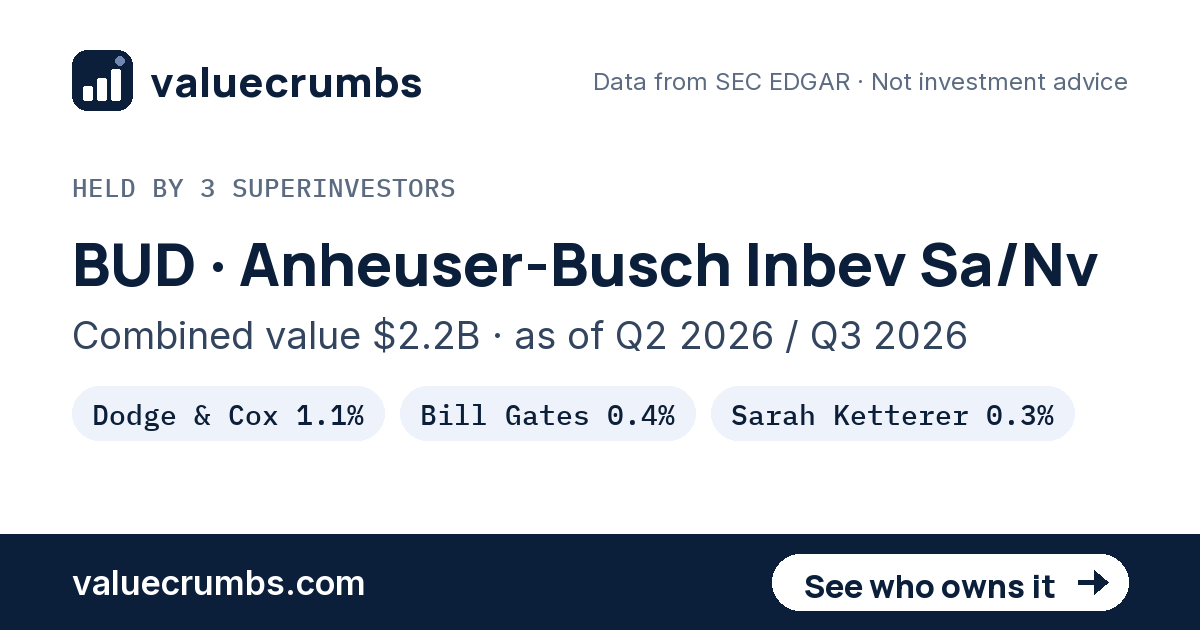 valuecrumbs
Data from SEC EDGAR · Not investment advice
HELD BY 3 SUPERINVESTORS
BUD · Anheuser-Busch Inbev Sa/Nv
Combined value $2.2B · as of Q2 2026 / Q3 2026
Dodge & Cox 1.1%
Bill Gates 0.4%
Sarah Ketterer 0.3%
valuecrumbs.com
See who owns it →